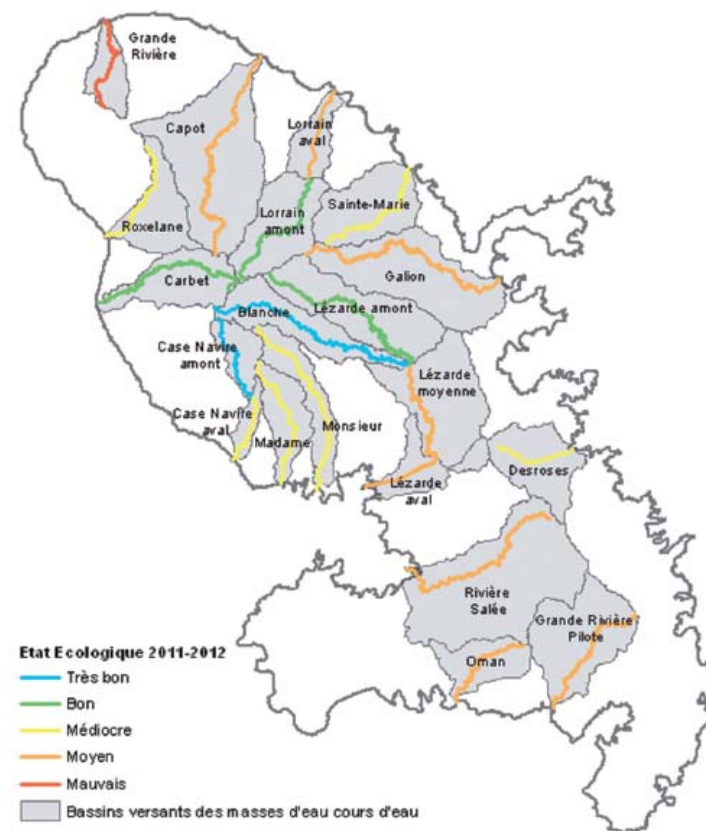 Grande
Rivière
Capot
Lorrain
aval
Sainte-Marie
Lorrain
amont
Roxelane
Galion
Carbet
Lézarde amont
Blanche
Case Navire
amont
Lézarde
moyenne
Case Navire
aval
Monsieur
Madame
Desroses
Lézarde
aval
Rivière
Salée
Grande Rivière
Pilote
Oman
Etat Ecologique 2011-2012
Très bon
Bon
Médiocre
Moyen
Mauvais
Bassins versants des masses d'eau cours d'eau